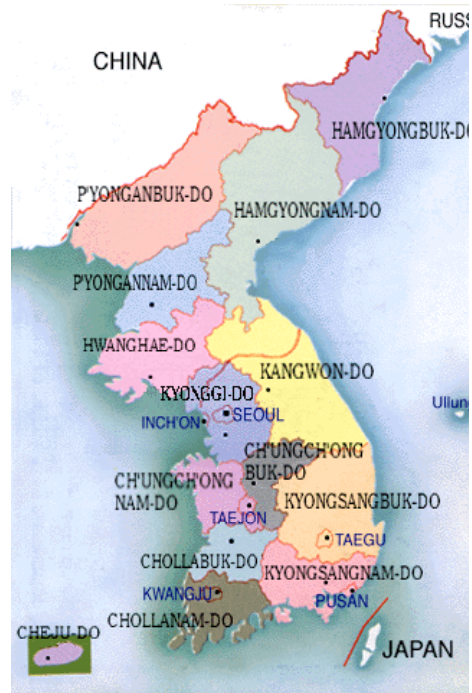 RUSS
CHINA
HAMGYONGBUK-DO
P'YONGANBUK-DO
HAMGYONGNAM-DO
P'YONGANNAM-DO
HWANGHAE-DO
KANGWON-DO
KYONGGI-DO
SEOUL
INCH'ON
Ullung
CH'UNGCH'ONG
BUK-DO
CH'UNGCH'ONG
NAM-DO
KYONGSANGBUK-DO
TAEJON
TAEGU
CHOLLABUK-DO
KYONGSANGNAM-DO
KWANGJU
PUSAN
CHOLLANAM-DO
CHEJU-DO
JAPAN